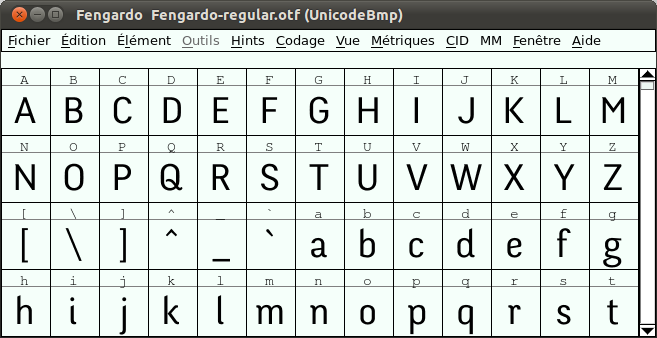 Fengardo Fengardo-regular.otf (UnicodeBmp)
Fichier Édition Élément Outils Hints Codage Vue Métriques CID MM Fenêtre Aide
A B C D E F G H I J K L M
A B C D E F G H I J K L M
N O P Q R S T U V W X Y Z
N O P Q R S T U V W X Y Z
[ \ ] ^ _ ` a b c d e f g
[ \ ] ^ _ ` a b c d e f g
h i j k l m n o p q r s t
h i j k l m n o p q r s t